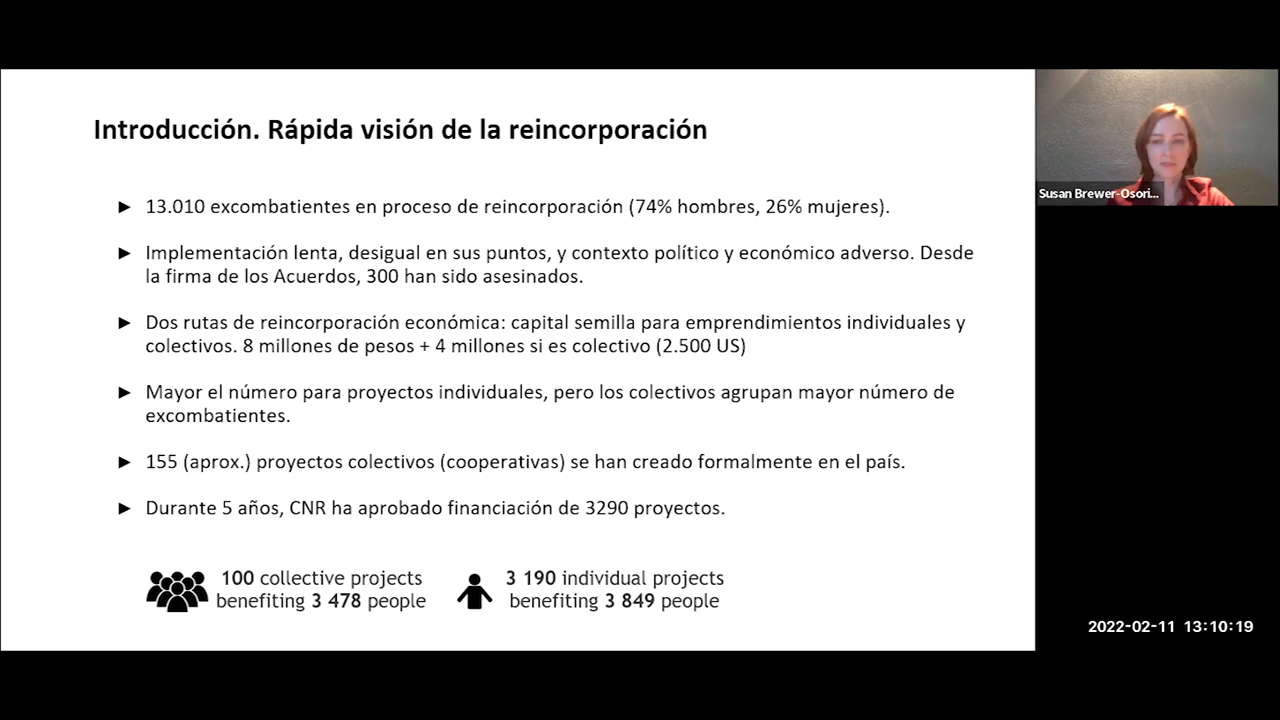 Introducción. Rápida visión de la reincorporación
► 13.010 excombatientes en proceso de reincorporación (74% hombres, 26% mujeres).
► Implementación lenta, desigual en sus puntos, y contexto político y económico adverso. Desde
la firma de los Acuerdos, 300 han sido asesinados.
► Dos rutas de reincorporación económica: capital semilla para emprendimientos individuales y
colectivos. 8 millones de pesos + 4 millones si es colectivo (2.500 US)
► Mayor el número para proyectos individuales, pero los colectivos agrupan mayor número de
excombatientes.
► 155 (aprox.) proyectos colectivos (cooperativas) se han creado formalmente en el país.
► Durante 5 años, CNR ha aprobado financiación de 3290 proyectos.
100 collective projects
benefiting 3 478 people
3 190 individual projects
benefiting 3 849 people
Susan Brewer-Osori...
2022-02-11 13:10:19